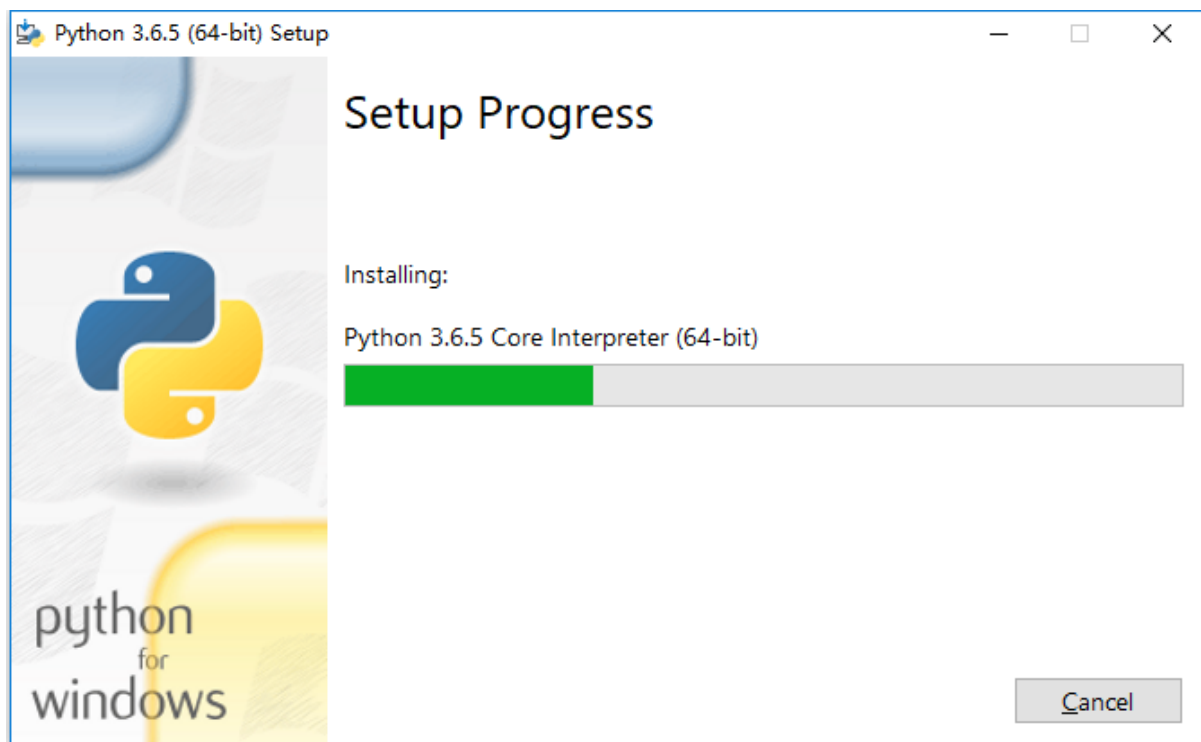 Python 3.6.5 (64-bit) Setup
Setup Progress
Installing:
Python 3.6.5 Core Interpreter (64-bit)
python
for
windows
Cancel